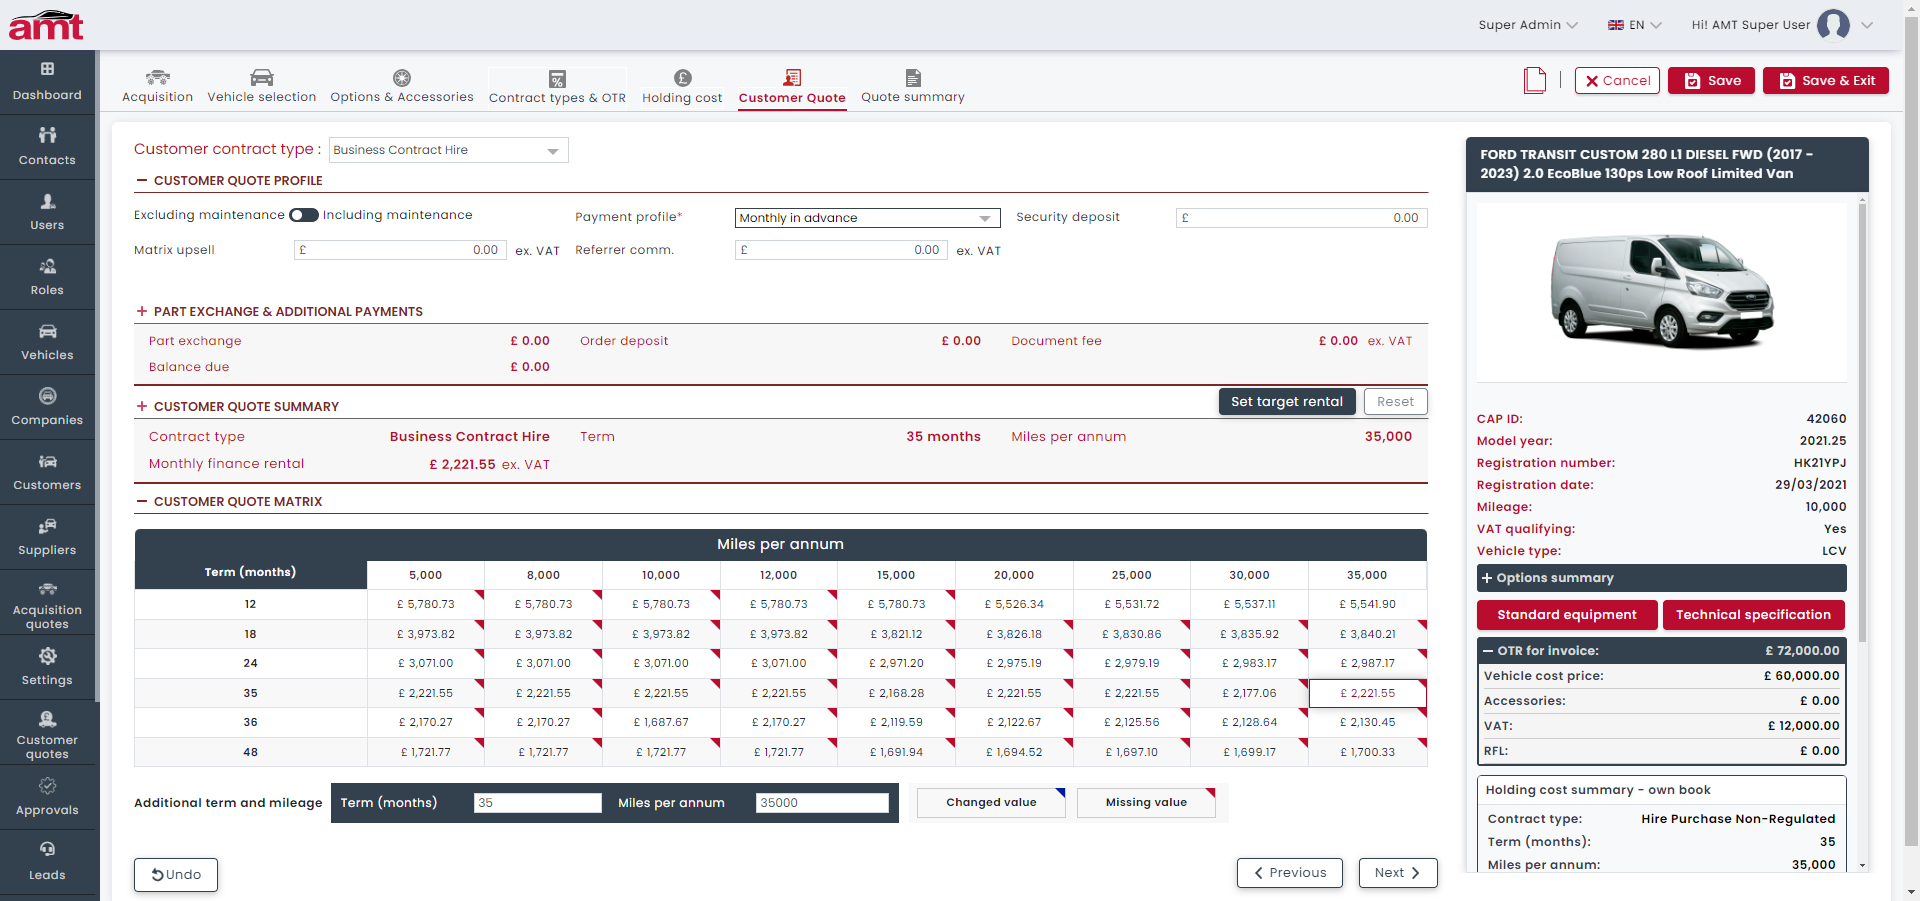 amt
Super Admin
EN
Hi! AMT Super User
Dashboard
Contacts
Users
Roles
Vehicles
Companies
Customers
Suppliers
Acquisition
quotes
Settings
Customer
quotes
Approvals
Leads
Acquisition
Vehicle selection
Options & Accessories
Contract types & OTR
Holding cost
Customer Quote
Quote summary
Cancel
Save
Save & Exit
Customer contract type : Business Contract Hire
CUSTOMER QUOTE PROFILE
Excluding maintenance Including maintenance Payment profile* Monthly in advance Security deposit £ 0.00
Matrix upsell £ 0.00 ex. VAT Referrer comm. £ 0.00 ex. VAT
+ PART EXCHANGE & ADDITIONAL PAYMENTS
Part exchange £ 0.00 Order deposit £ 0.00 Document fee £ 0.00 ex. VAT
Balance due £ 0.00
+ CUSTOMER QUOTE SUMMARY Set target rental Reset
Contract type Business Contract Hire Term 35 months Miles per annum 35,000
Monthly finance rental £ 2,221.55 ex. VAT
CUSTOMER QUOTE MATRIX
Miles per annum
Term (months) 5,000 8,000 10,000 12,000 15,000 20,000 25,000 30,000 35,000
12 £ 5,780.73 £ 5,780.73 £ 5,780.73 £ 5,780.73 £ 5,780.73 £ 5,526.34 £ 5,531.72 £ 5,537.11 £ 5,541.90
18 £ 3,973.82 £ 3,973.82 £ 3,973.82 £ 3,973.82 £ 3,821.12 £ 3,826.18 £ 3,830.86 £ 3,835.92 £ 3,840.21
24 £ 3,071.00 £ 3,071.00 £ 3,071.00 £ 3,071.00 £ 2,971.20 £ 2,975.19 £ 2,979.19 £ 2,983.17 £ 2,987.17
35 £ 2,221.55 £ 2,221.55 £ 2,221.55 £ 2,221.55 £ 2,168.28 £ 2,221.55 £ 2,221.55 £ 2,177.06 £ 2,221.55
36 £ 2,170.27 £ 2,170.27 £ 1,687.67 £ 2,170.27 £ 2,119.59 £ 2,122.67 £ 2,125.56 £ 2,128.64 £ 2,130.45
48 £ 1,721.77 £ 1,721.77 £ 1,721.77 £ 1,721.77 £ 1,691.94 £ 1,694.52 £ 1,697.10 £ 1,699.17 £ 1,700.33
Additional term and mileage Term (months) 35 Miles per annum 35000 Changed value Missing value
Undo
Previous
Next
FORD TRANSIT CUSTOM 280 L1 DIESEL FWD (2017 -
2023) 2.0 EcoBlue 130ps Low Roof Limited Van
CAP ID: 42060
Model year: 2021.25
Registration number: HK21YPJ
Registration date: 29/03/2021
Mileage: 10,000
VAT qualifying: Yes
Vehicle type: LCV
+ Options summary
Standard equipment Technical specification
OTR for invoice: £ 72,000.00
Vehicle cost price: £ 60,000.00
Accessories: £ 0.00
VAT: £ 12,000.00
RFL: £ 0.00
Holding cost summary - own book
Contract type: Hire Purchase Non-Regulated
Term (months): 35
Miles per annum: 35,000